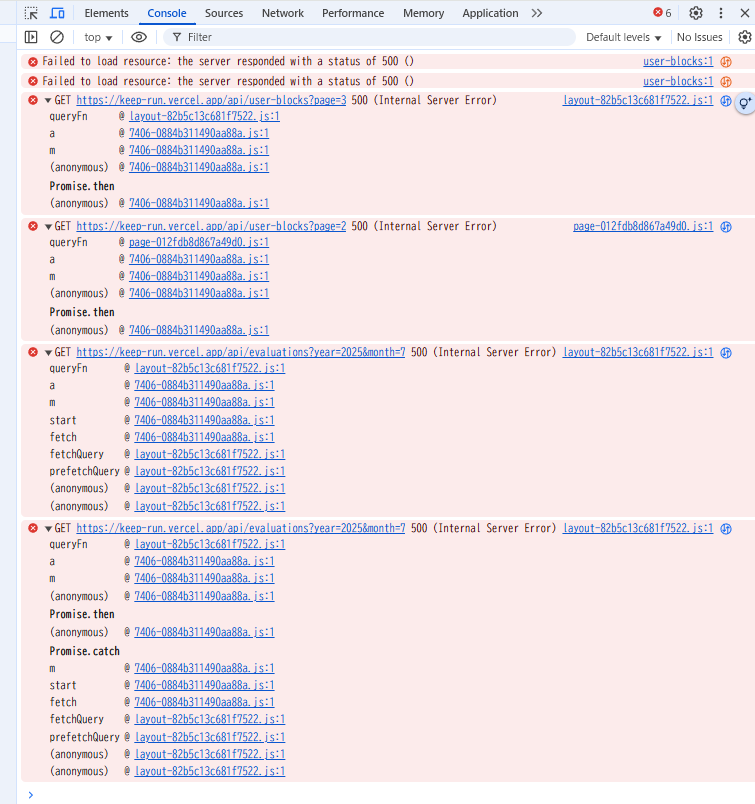 Elements Console Sources Network Performance Memory Application 6
top Filter Default levels No Issues
Failed to load resource: the server responded with a status of 500 () user-blocks:1
Failed to load resource: the server responded with a status of 500 () user-blocks:1
GET https://keep-run.vercel.app/api/user-blocks?page=3 500 (Internal Server Error) layout-82b5c13c681f7522.js:1
queryFn @ layout-82b5c13c681f7522.js:1
a @ 7406-0884b311490aa88a.js:1
m @ 7406-0884b311490aa88a.js:1
(anonymous) @ 7406-0884b311490aa88a.js:1
Promise.then
(anonymous) @ 7406-0884b311490aa88a.js:1
GET https://keep-run.vercel.app/api/user-blocks?page=2 500 (Internal Server Error) page-012fdb8d867a49d0.js:1
queryFn @ page-012fdb8d867a49d0.js:1
a @ 7406-0884b311490aa88a.js:1
m @ 7406-0884b311490aa88a.js:1
(anonymous) @ 7406-0884b311490aa88a.js:1
Promise.then
(anonymous) @ 7406-0884b311490aa88a.js:1
GET https://keep-run.vercel.app/api/evaluations?year=2025&month=7 500 (Internal Server Error) layout-82b5c13c681f7522.js:1
queryFn @ layout-82b5c13c681f7522.js:1
a @ 7406-0884b311490aa88a.js:1
m @ 7406-0884b311490aa88a.js:1
start @ 7406-0884b311490aa88a.js:1
fetch @ 7406-0884b311490aa88a.js:1
fetchQuery @ layout-82b5c13c681f7522.js:1
prefetchQuery @ layout-82b5c13c681f7522.js:1
(anonymous) @ layout-82b5c13c681f7522.js:1
(anonymous) @ layout-82b5c13c681f7522.js:1
GET https://keep-run.vercel.app/api/evaluations?year=2025&month=7 500 (Internal Server Error) layout-82b5c13c681f7522.js:1
queryFn @ layout-82b5c13c681f7522.js:1
a @ 7406-0884b311490aa88a.js:1
m @ 7406-0884b311490aa88a.js:1
(anonymous) @ 7406-0884b311490aa88a.js:1
Promise.then
(anonymous) @ 7406-0884b311490aa88a.js:1
Promise.catch
m @ 7406-0884b311490aa88a.js:1
start @ 7406-0884b311490aa88a.js:1
fetch @ 7406-0884b311490aa88a.js:1
fetchQuery @ layout-82b5c13c681f7522.js:1
prefetchQuery @ layout-82b5c13c681f7522.js:1
(anonymous) @ layout-82b5c13c681f7522.js:1
(anonymous) @ layout-82b5c13c681f7522.js:1